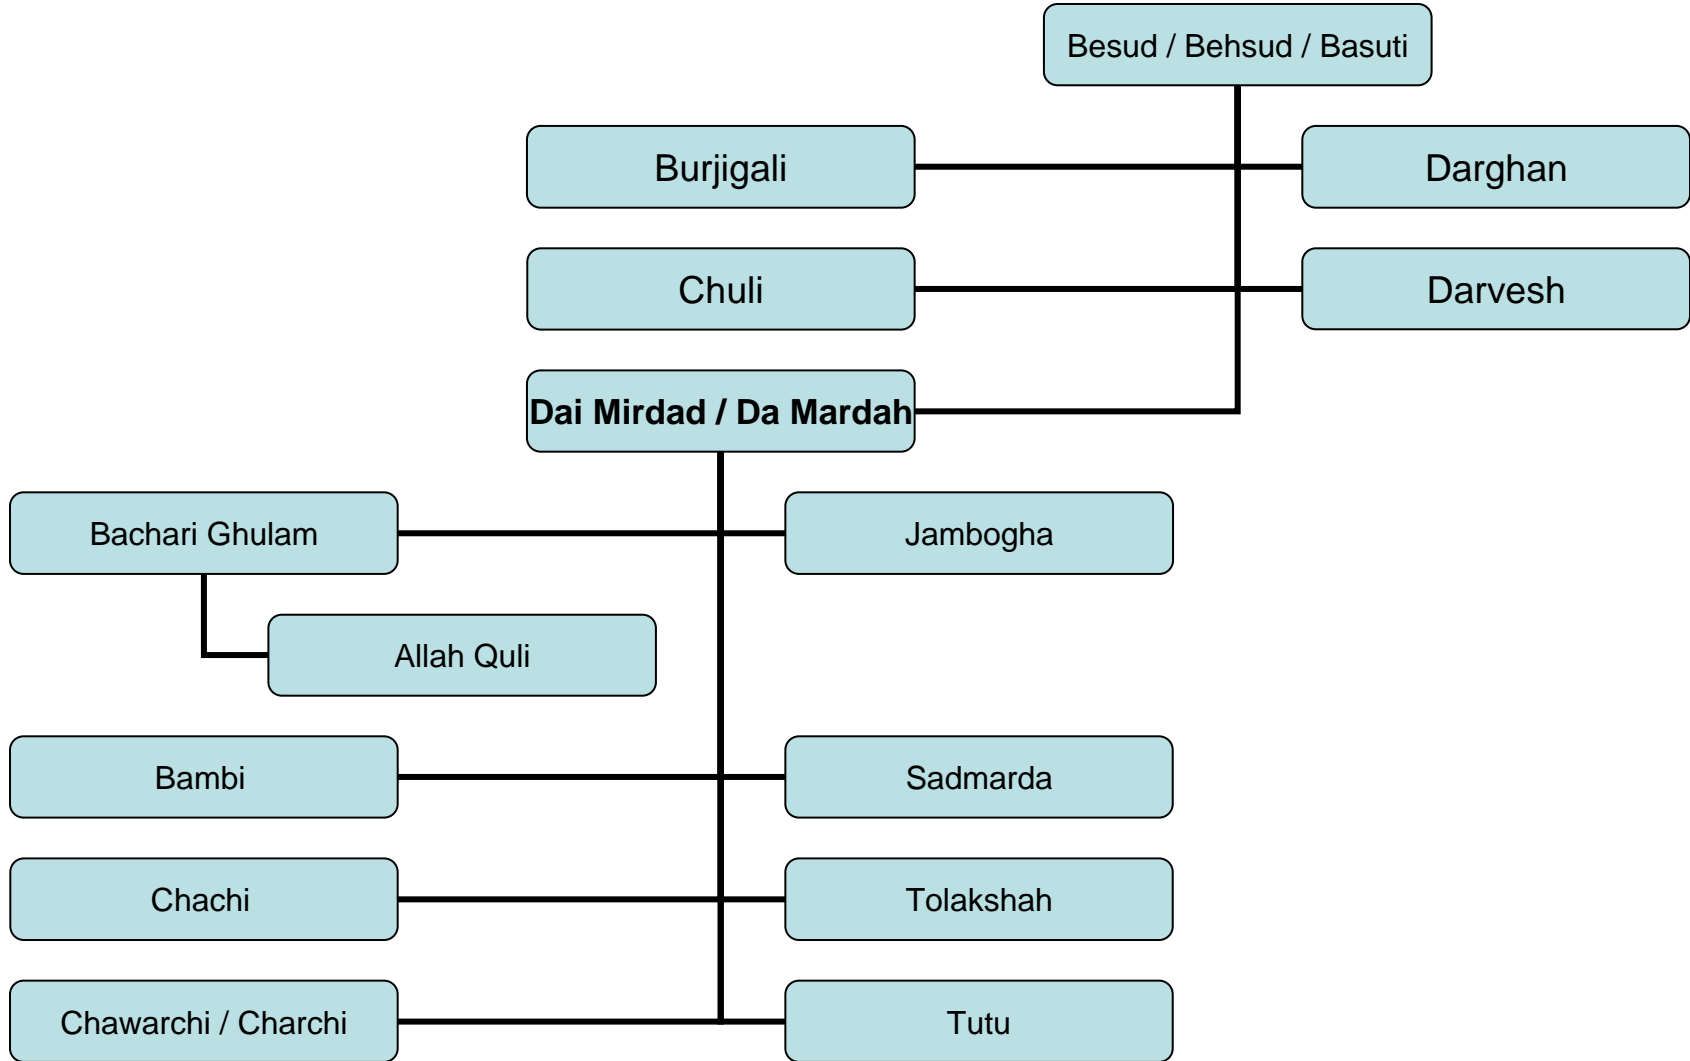 Besud / Behsud / Basuti
Burjigali
Darghan
Chuli
Darvesh
Dai Mirdad / Da Mardah
Bachari Ghulam
Jambogha
Allah Quli
Bambi
Sadmarda
Chachi
Tolakshah
Chawarchi / Charchi
Tutu